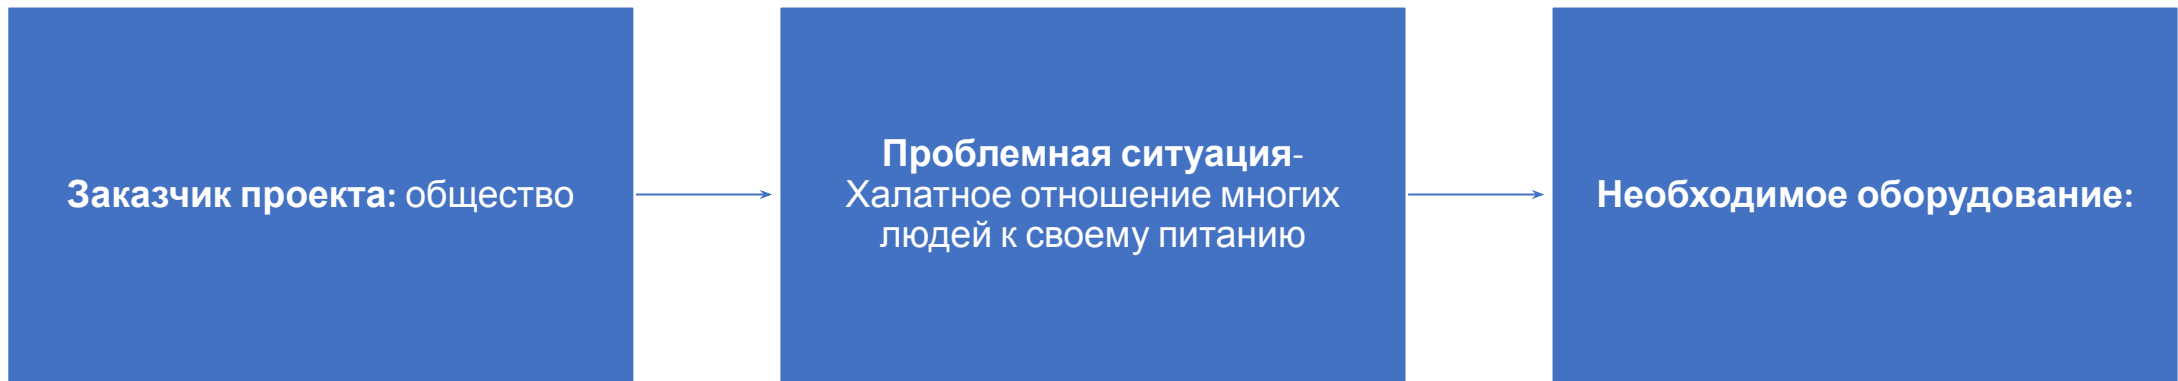 Заказчик проекта: общество
Проблемная ситуация-
Халатное отношение многих
людей к своему питанию
Необходимое оборудование: